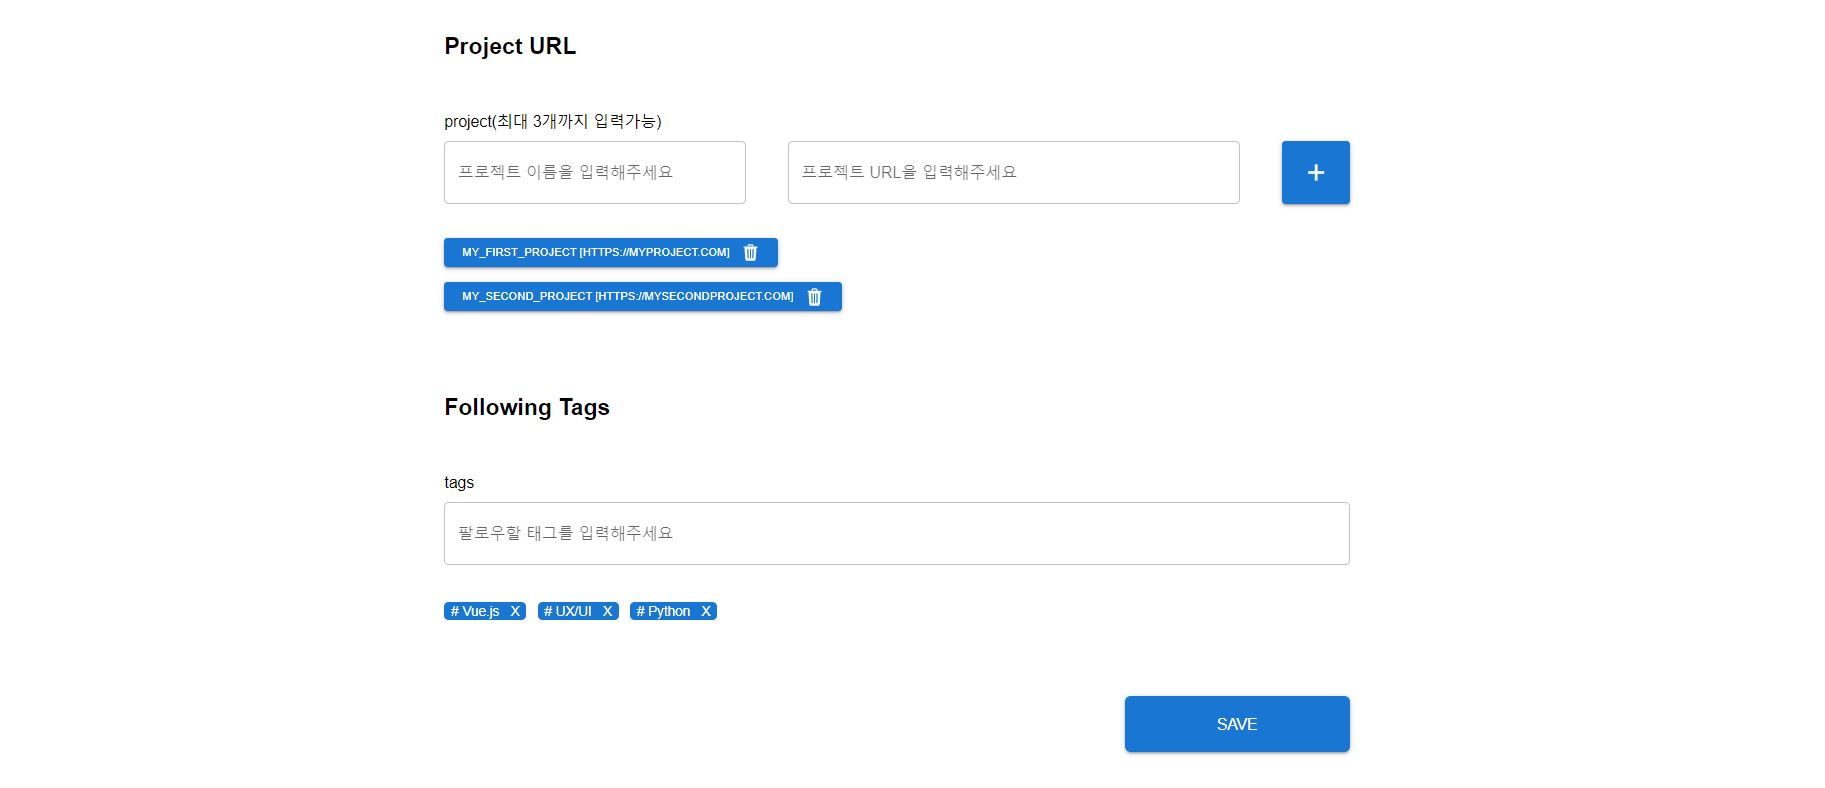 Project URL
project(최대 3개까지 입력가능)
프로젝트 이름을 입력해주세요
프로젝트 URL을 입력해주세요
+
MY_FIRST_PROJECT [HTTPS://MYPROJECT.COM]
MY_SECOND_PROJECT [HTTPS://MYSECONDPROJECT.COM]
Following Tags
tags
팔로우할 태그를 입력해주세요
# Vue.js X # UX/UI X # Python X
SAVE